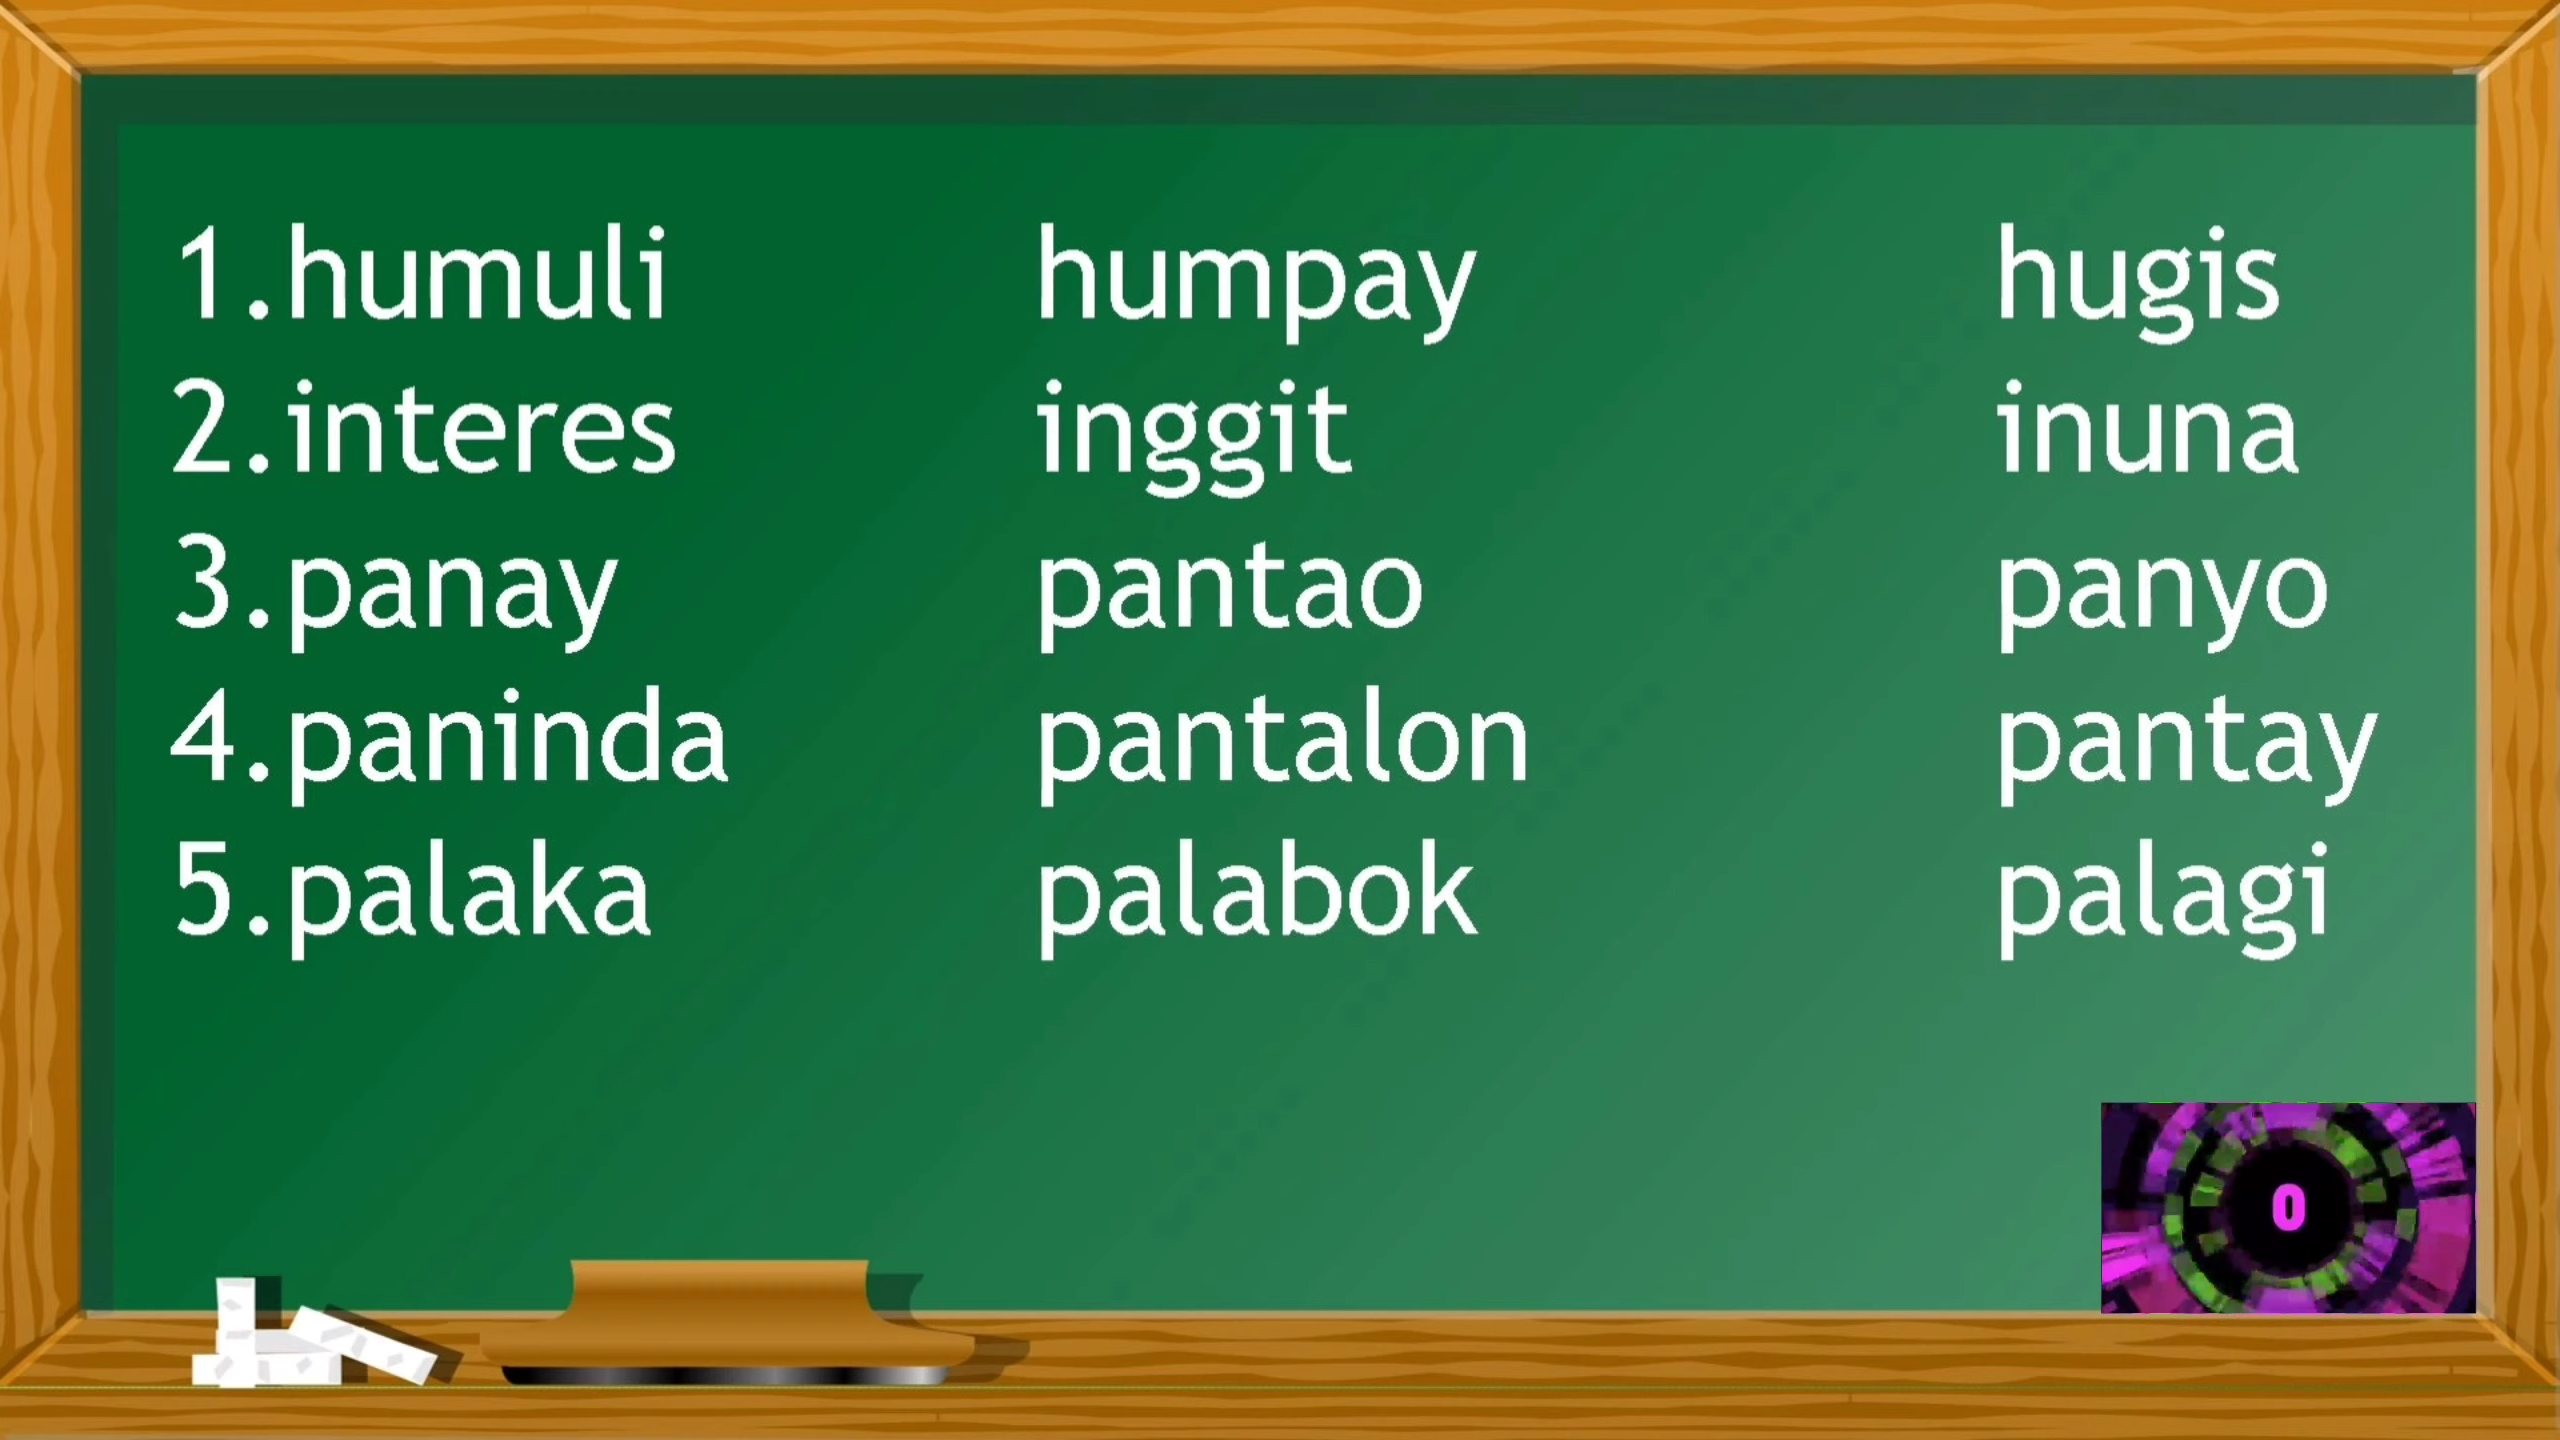 1.humuli humpay hugis
2.interes inggit inuna
3.panay pantao panyo
4.paninda pantalon pantay
5.palaka palabok palagi
0